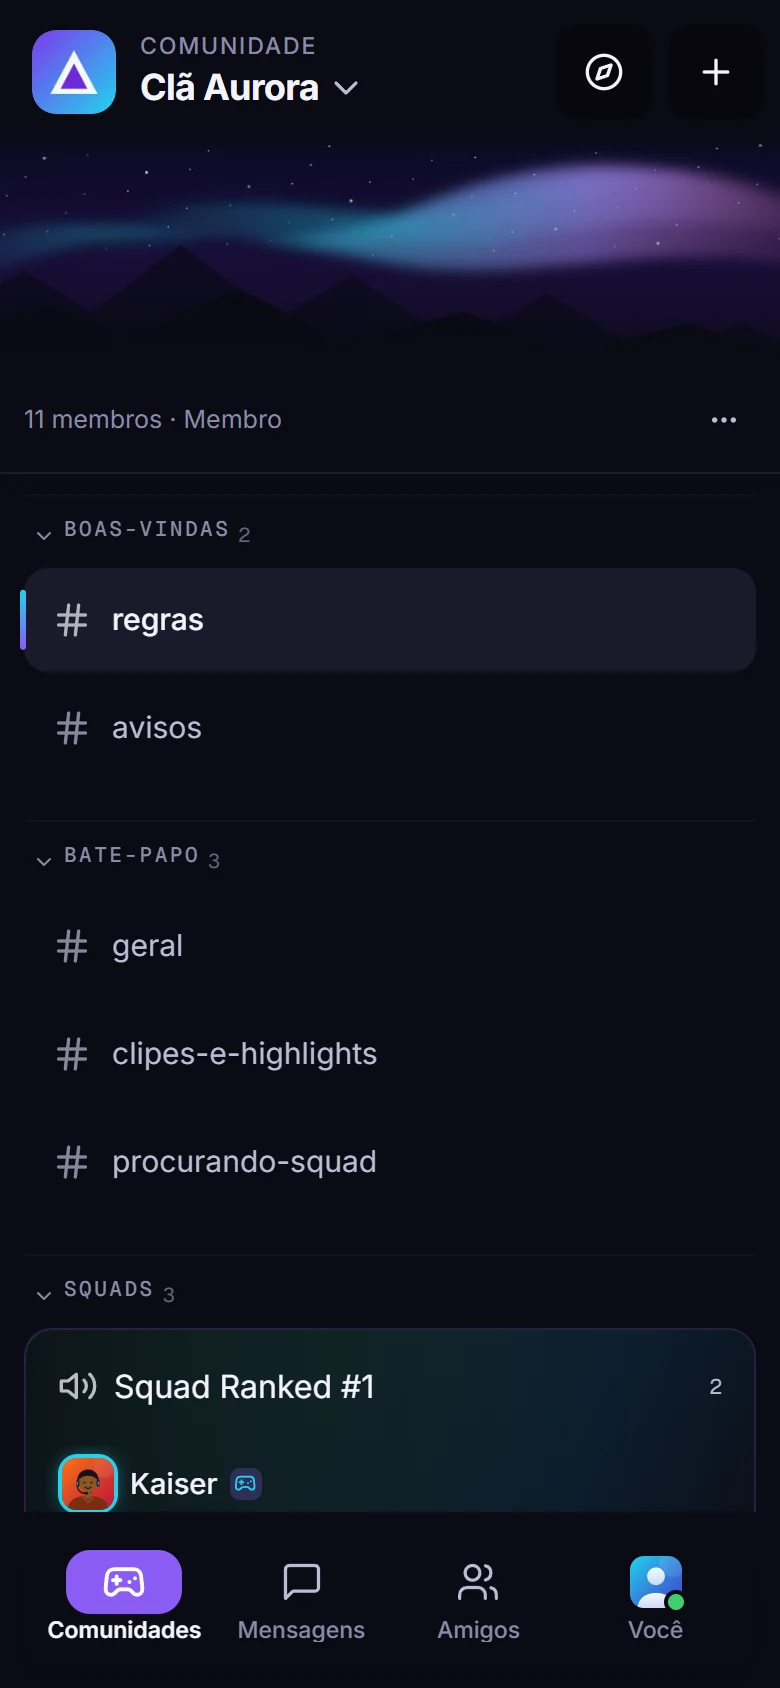 COMUNIDADE
Clã Aurora
11 membros · Membro
BOAS-VINDAS 2
regras
avisos
BATE-PAPO 3
geral
clipes-e-highlights
procurando-squad
SQUADS 3
Squad Ranked #1 2
Kaiser
Comunidades Mensagens Amigos Você